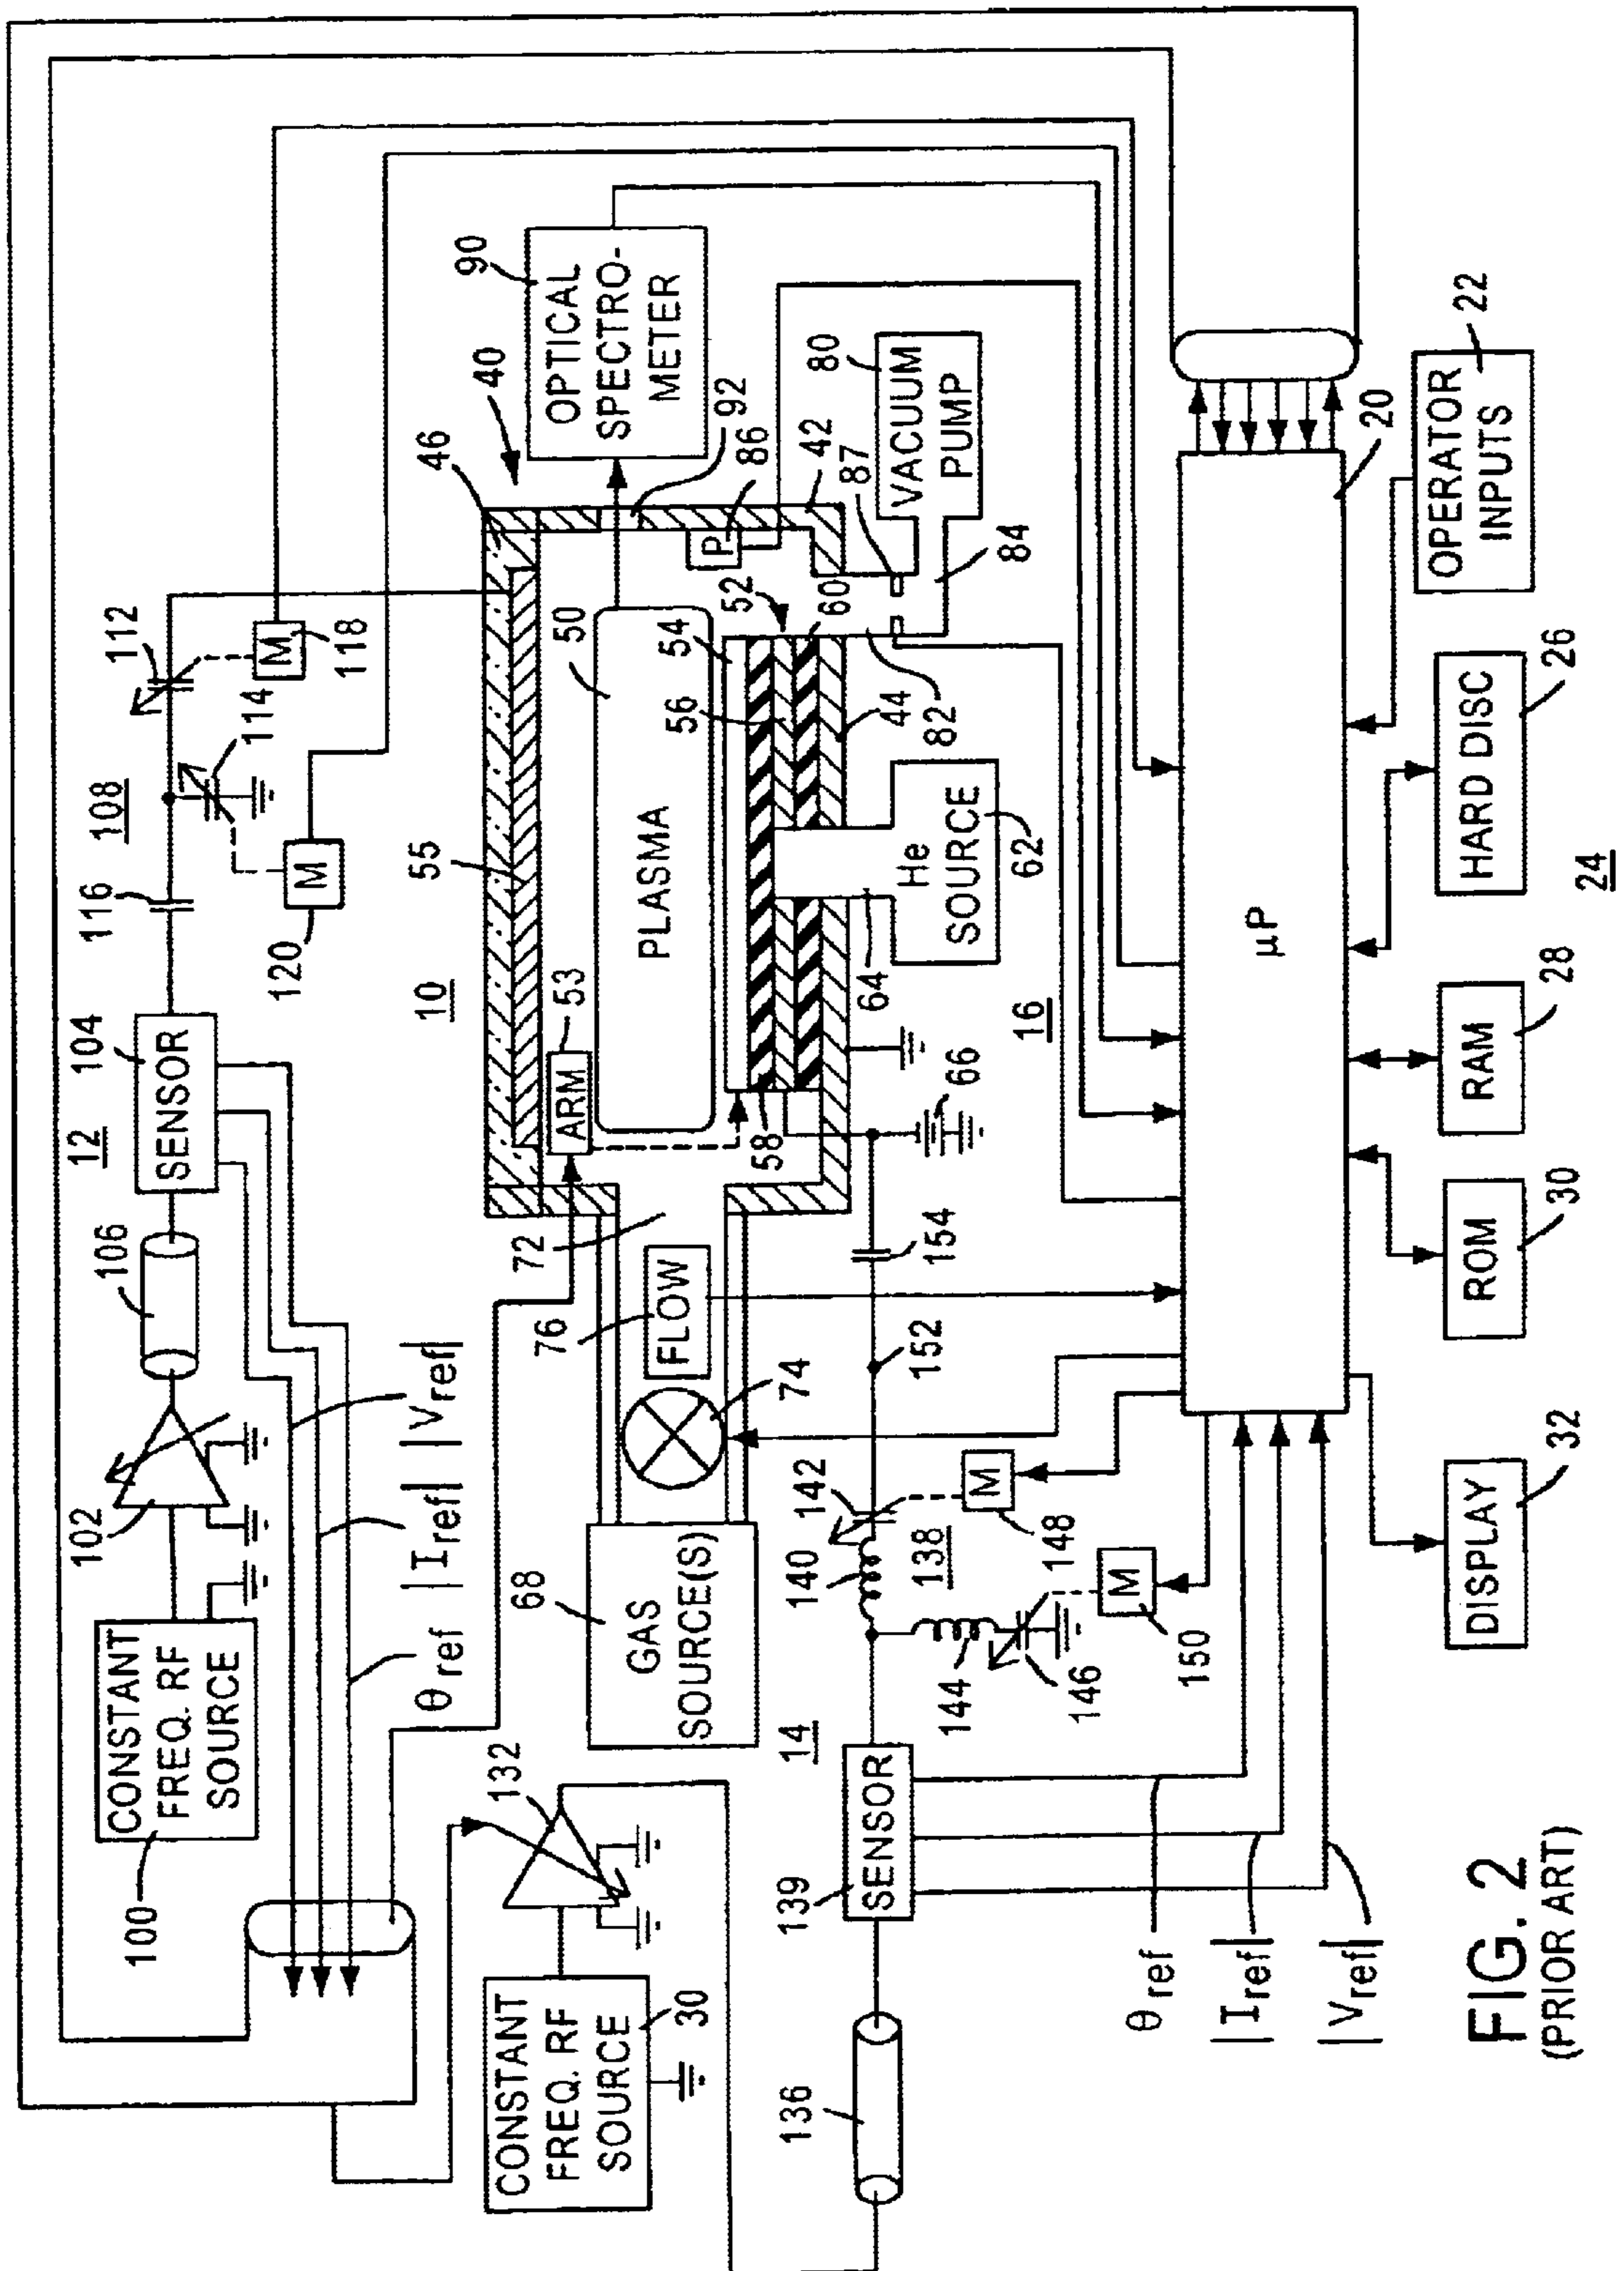 CONSTANT
FREQ. RF
SOURCE
100
102
106
12
SENSOR
104
116
108
112
114
M
118
M
120
|Vref|
|Iref|
θref
10
55
46
40
ARM
53
PLASMA
50
54
56
52
58
60
P
86
92
42
OPTICAL
SPECTRO-
METER
90
VACUUM
PUMP
80
87
84
82
44
He
SOURCE
62
64
66
16
72
FLOW
76
74
GAS
SOURCE(S)
68
CONSTANT
FREQ. RF
SOURCE
30
132
136
14
SENSOR
139
140
142
138
144
146
M
148
M
150
152
154
θref
|Iref|
|Vref|
μP
20
OPERATOR
INPUTS
22
HARD DISC
26
24
RAM
28
ROM
30
DISPLAY
32
FIG. 2
(PRIOR ART)